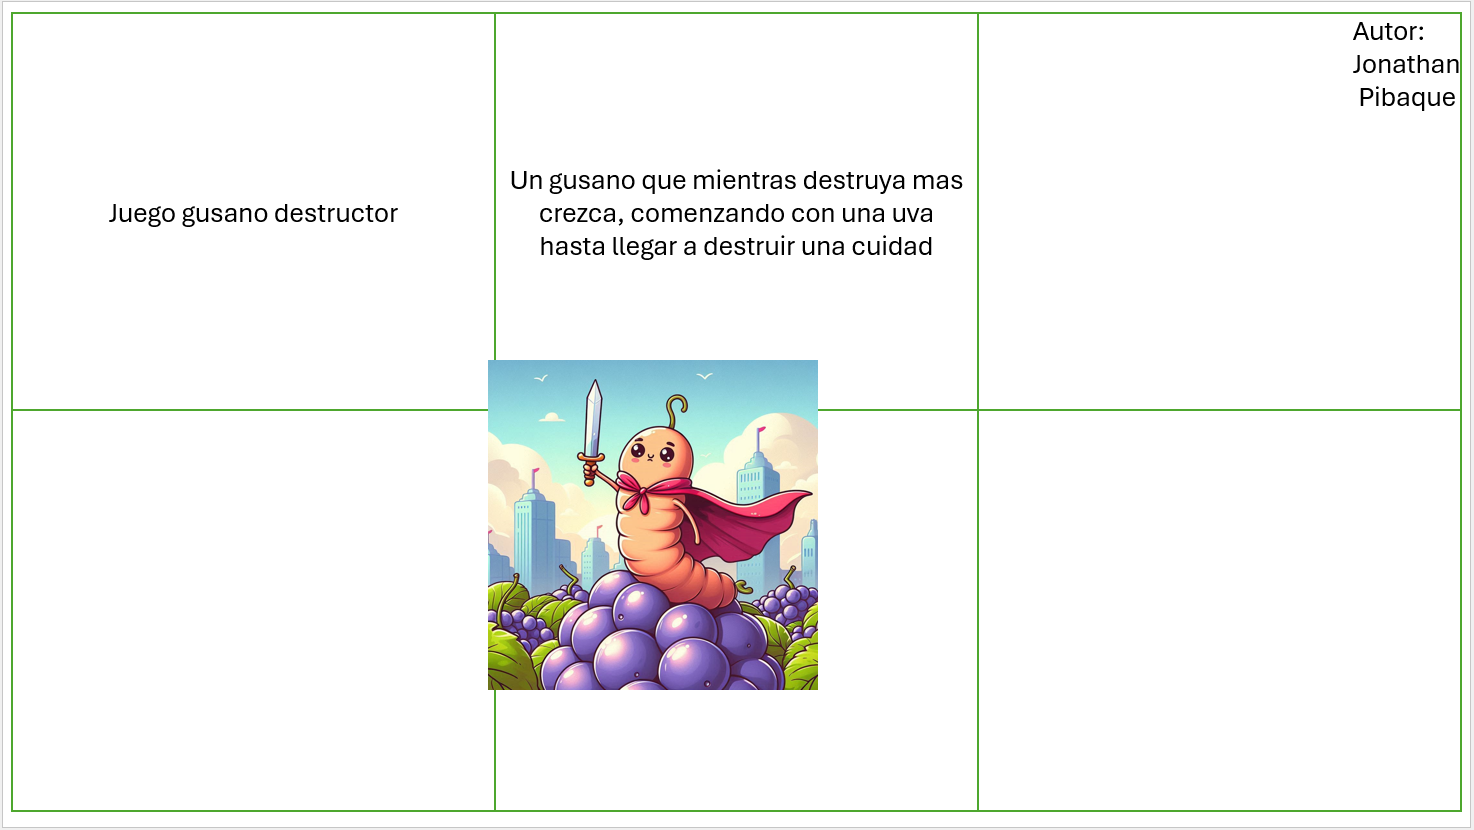 Juego gusano destructor
Un gusano que mientras destruya mas
crezca, comenzando con una uva
hasta llegar a destruir una cuidad
Autor:
Jonathan
Pibaque